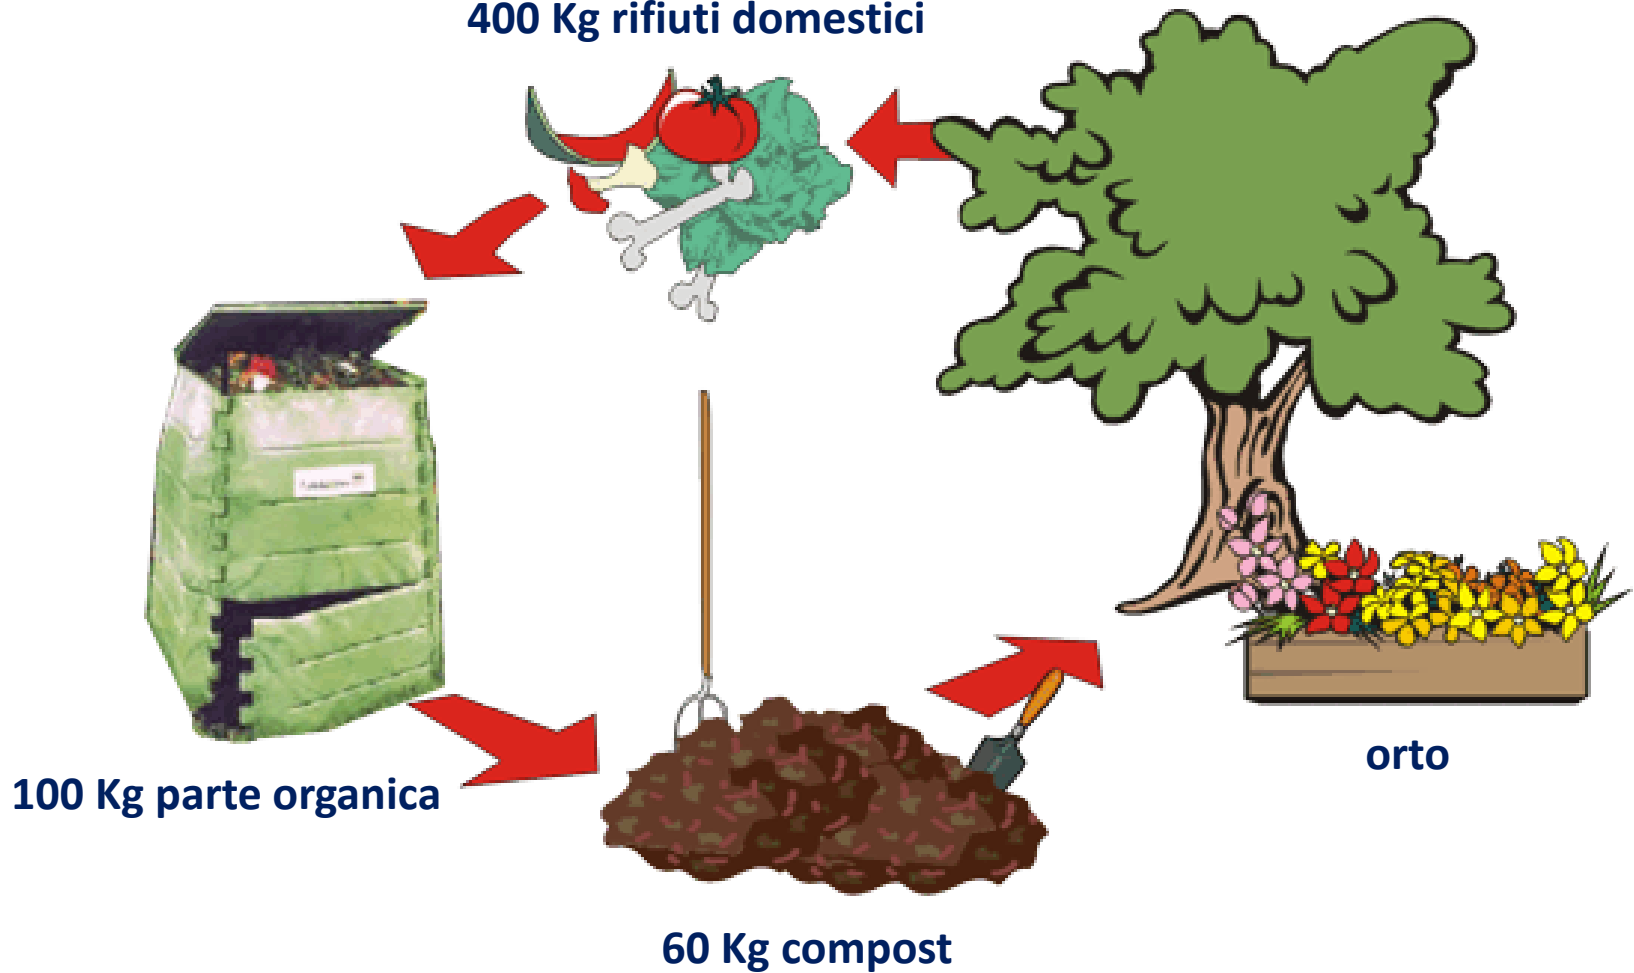 400 Kg rifiuti domestici
100 Kg parte organica
orto
60 Kg compost